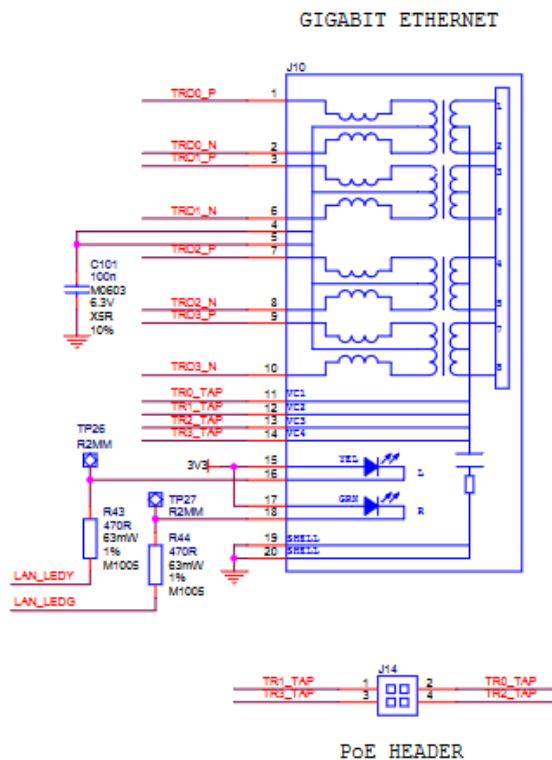 GIGABIT ETHERNET
J10
TRD0_P 1
1
TRD0_N 2
2
TRD1_P 3
3
TRD1_N 6
6
4
5
TRD2_P 7
4
C101
100n
M0603
6.3V
X5R
10%
TRD2_N 8
TRD3_P 9
7
TRD3_N 10
8
TR0_TAP 11 VC1
TR1_TAP 12 VC2
TR2_TAP 13 VC3
TR3_TAP 14 VC4
TP26
R2MM
3V3 15 YEL
16 L
TP27
R2MM
17 GRN
18 R
R43
470R
63mW
1%
M1005
R44
470R
63mW
1%
M1005
19 SHELL
20 SHELL
LAN_LEDY
LAN_LEDG
J14
TR1_TAP 1 2 TR0_TAP
TR3_TAP 3 4 TR2_TAP
PoE HEADER